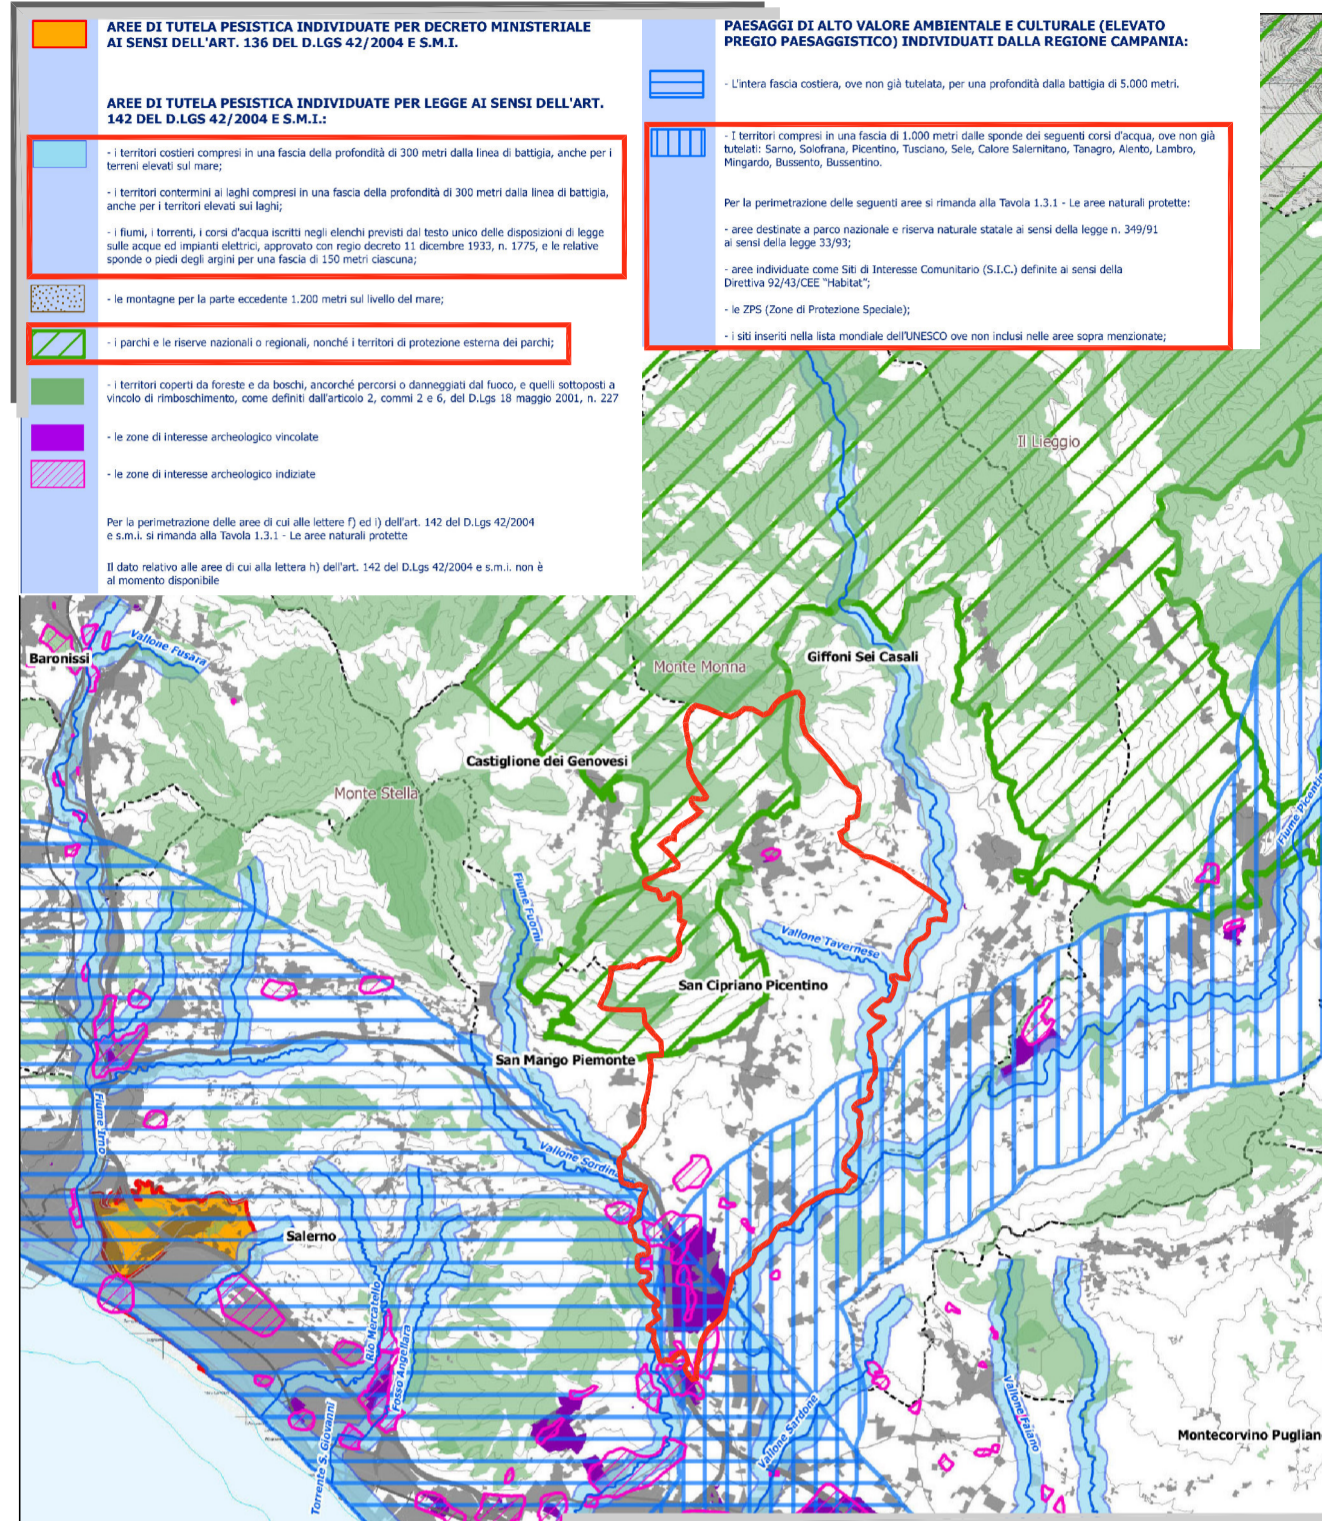 AREE DI TUTELA PESISTICA INDIVIDUATE PER DECRETO MINISTERIALE
AI SENSI DELL'ART. 136 DEL D.LGS 42/2004 E S.M.I.
AREE DI TUTELA PESISTICA INDIVIDUATE PER LEGGE AI SENSI DELL'ART.
142 DEL D.LGS 42/2004 E S.M.I.:
- i territori costieri compresi in una fascia della profondità di 300 metri dalla linea di battigia, anche per i
terreni elevati sul mare;
- i territori contermini ai laghi compresi in una fascia della profondità di 300 metri dalla linea di battigia,
anche per i territori elevati sui laghi;
- i fiumi, i torrenti, i corsi d'acqua iscritti negli elenchi previsti dal testo unico delle disposizioni di legge
sulle acque ed impianti elettrici, approvato con regio decreto 11 dicembre 1933, n. 1775, e le relative
sponde o piedi degli argini per una fascia di 150 metri ciascuna;
- le montagne per la parte eccedente 1.200 metri sul livello del mare;
- i parchi e le riserve nazionali o regionali, nonché i territori di protezione esterna dei parchi;
- i territori coperti da foreste e da boschi, ancorché percorsi o danneggiati dal fuoco, e quelli sottoposti a
vincolo di rimboschimento, come definiti dall'articolo 2, commi 2 e 6, del D.Lgs 18 maggio 2001, n. 227
- le zone di interesse archeologico vincolate
- le zone di interesse archeologico indiziate
Per la perimetrazione delle aree di cui alle lettere f) ed i) dell'art. 142 del D.Lgs 42/2004
e s.m.i. si rimanda alla Tavola 1.3.1 - Le aree naturali protette
Il dato relativo alle aree di cui alla lettera h) dell'art. 142 del D.Lgs 42/2004 e s.m.i. non è
al momento disponibile
PAESAGGI DI ALTO VALORE AMBIENTALE E CULTURALE (ELEVATO
PREGIO PAESAGGISTICO) INDIVIDUATI DALLA REGIONE CAMPANIA:
- L'intera fascia costiera, ove non già tutelata, per una profondità dalla battigia di 5.000 metri.
- I territori compresi in una fascia di 1.000 metri dalle sponde dei seguenti corsi d'acqua, ove non già
tutelati: Sarno, Solofrana, Picentino, Tusciano, Sele, Calore Salernitano, Tanagro, Alento, Lambro,
Mingardo, Bussento, Bussentino.
Per la perimetrazione delle seguenti aree si rimanda alla Tavola 1.3.1 - Le aree naturali protette:
- aree destinate a parco nazionale e riserva naturale statale ai sensi della legge n. 349/91
ai sensi della legge 33/93;
- aree individuate come Siti di Interesse Comunitario (S.I.C.) definite ai sensi della
Direttiva 92/43/CEE "Habitat";
- le ZPS (Zone di Protezione Speciale);
- i siti inseriti nella lista mondiale dell'UNESCO ove non inclusi nelle aree sopra menzionate;
Il Lieggio
Vallone Fusara
Baronissi
Monte Monna
Giffoni Sei Casali
Castiglione dei Genovesi
Monte Stella
Fiume Picentino
Fiume Fuorni
Vallone Tavernese
San Cipriano Picentino
San Mango Piemonte
Fiume Irno
Vallone Sordina
Salerno
Rio Mercatello
Fosso Angellara
Torrente S. Giovanni
Vallone Sardone
Vallone Faiano
Montecorvino Puglian